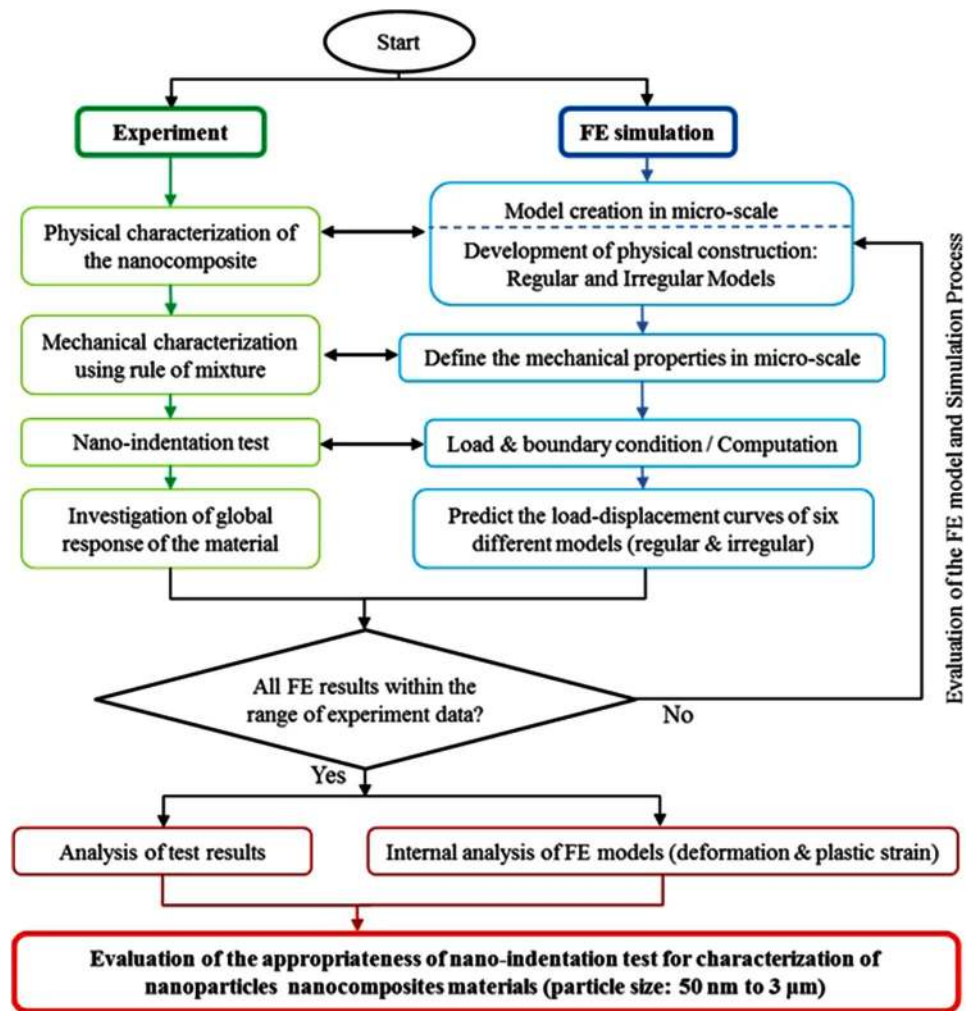 Start
Experiment
FE simulation
Physical characterization of
the nanocomposite
Model creation in micro-scale
Development of physical construction:
Regular and Irregular Models
Mechanical characterization
using rule of mixture
Define the mechanical properties in micro-scale
Nano-indentation test
Load & boundary condition / Computation
Investigation of global
response of the material
Predict the load-displacement curves of six
different models (regular & irregular)
Evaluation of the FE model and Simulation Process
All FE results within the
range of experiment data?
No
Yes
Analysis of test results
Internal analysis of FE models (deformation & plastic strain)
Evaluation of the appropriateness of nano-indentation test for characterization of
nanoparticles nanocomposites materials (particle size: 50 nm to 3 µm)